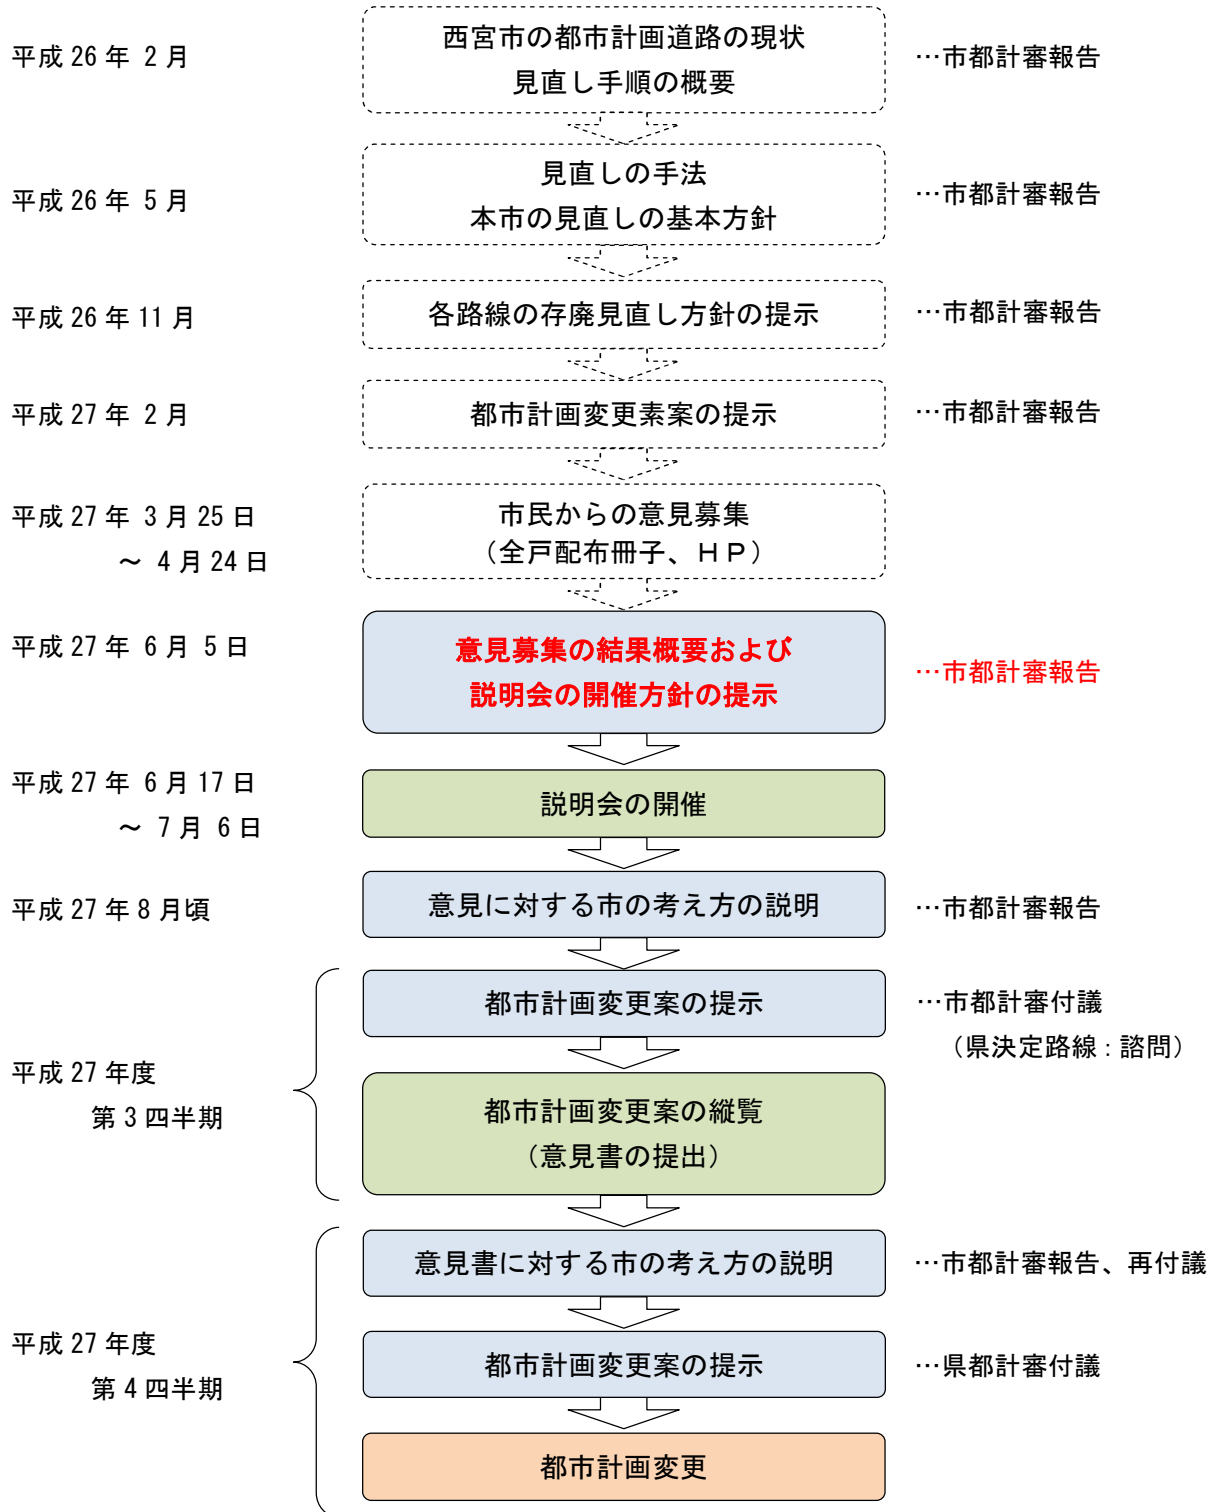 平成 26 年 2 月
西宮市の都市計画道路の現状
見直し手順の概要
…市都計審報告
平成 26 年 5 月
見直しの手法
本市の見直しの基本方針
…市都計審報告
平成 26 年 11 月
各路線の存廃見直し方針の提示
…市都計審報告
平成 27 年 2 月
都市計画変更素案の提示
…市都計審報告
平成 27 年 3 月 25 日
～ 4 月 24 日
市民からの意見募集
（全戸配布冊子、ＨＰ）
平成 27 年 6 月 5 日
意見募集の結果概要および
説明会の開催方針の提示
…市都計審報告
平成 27 年 6 月 17 日
～ 7 月 6 日
説明会の開催
平成 27 年 8 月頃
意見に対する市の考え方の説明
…市都計審報告
平成 27 年度
第 3 四半期
都市計画変更案の提示
…市都計審付議
（県決定路線：諮問）
都市計画変更案の縦覧
（意見書の提出）
平成 27 年度
第 4 四半期
意見書に対する市の考え方の説明
…市都計審報告、再付議
都市計画変更案の提示
…県都計審付議
都市計画変更